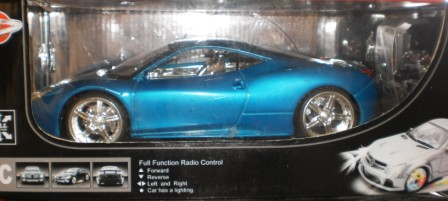 C
Full Function Radio Control
Forward
Reverse
Left and Right
Car has a lighting